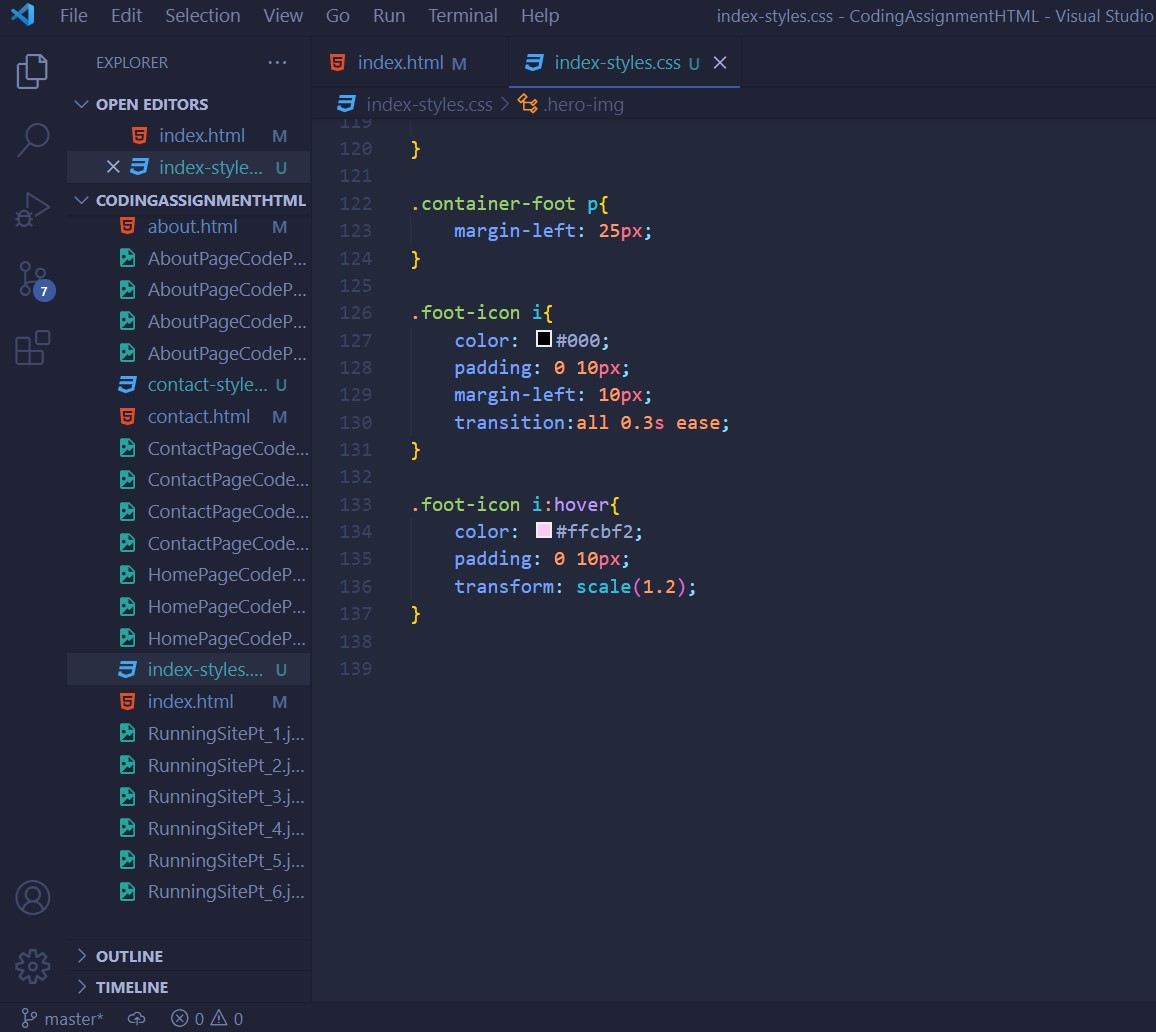 File Edit Selection View Go Run Terminal Help index-styles.css - CodingAssignmentHTML - Visual Studio
EXPLORER ...
index.html M
index-styles.css U
OPEN EDITORS
index.html M
index-style... U
CODINGASSIGNMENTHTML
about.html M
AboutPageCodeP...
AboutPageCodeP...
AboutPageCodeP...
AboutPageCodeP...
contact-style... U
contact.html M
ContactPageCode...
ContactPageCode...
ContactPageCode...
ContactPageCode...
HomePageCodeP...
HomePageCodeP...
HomePageCodeP...
index-styles.... U
index.html M
RunningSitePt_1.j...
RunningSitePt_2.j...
RunningSitePt_3.j...
RunningSitePt_4.j...
RunningSitePt_5.j...
RunningSitePt_6.j...
OUTLINE
TIMELINE
7
index-styles.css > .hero-img
119
120 }
121
122 .container-foot p{
123 margin-left: 25px;
124 }
125
126 .foot-icon i{
127 color: #000;
128 padding: 0 10px;
129 margin-left: 10px;
130 transition:all 0.3s ease;
131 }
132
133 .foot-icon i:hover{
134 color: #ffcbf2;
135 padding: 0 10px;
136 transform: scale(1.2);
137 }
138
139
master* 0 0